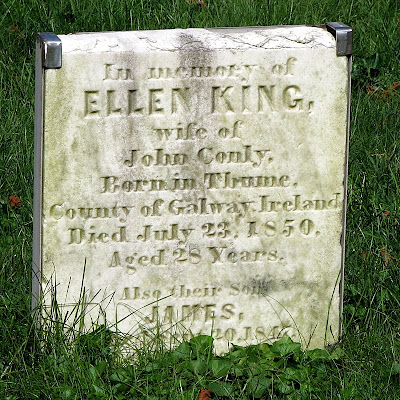 In memory of
ELLEN KING,
wife of
John Conly,
Born in Thume,
County of Galway, Ireland
Died July 23, 1850.
Aged 28 Years.
Also their Son
JAMES,